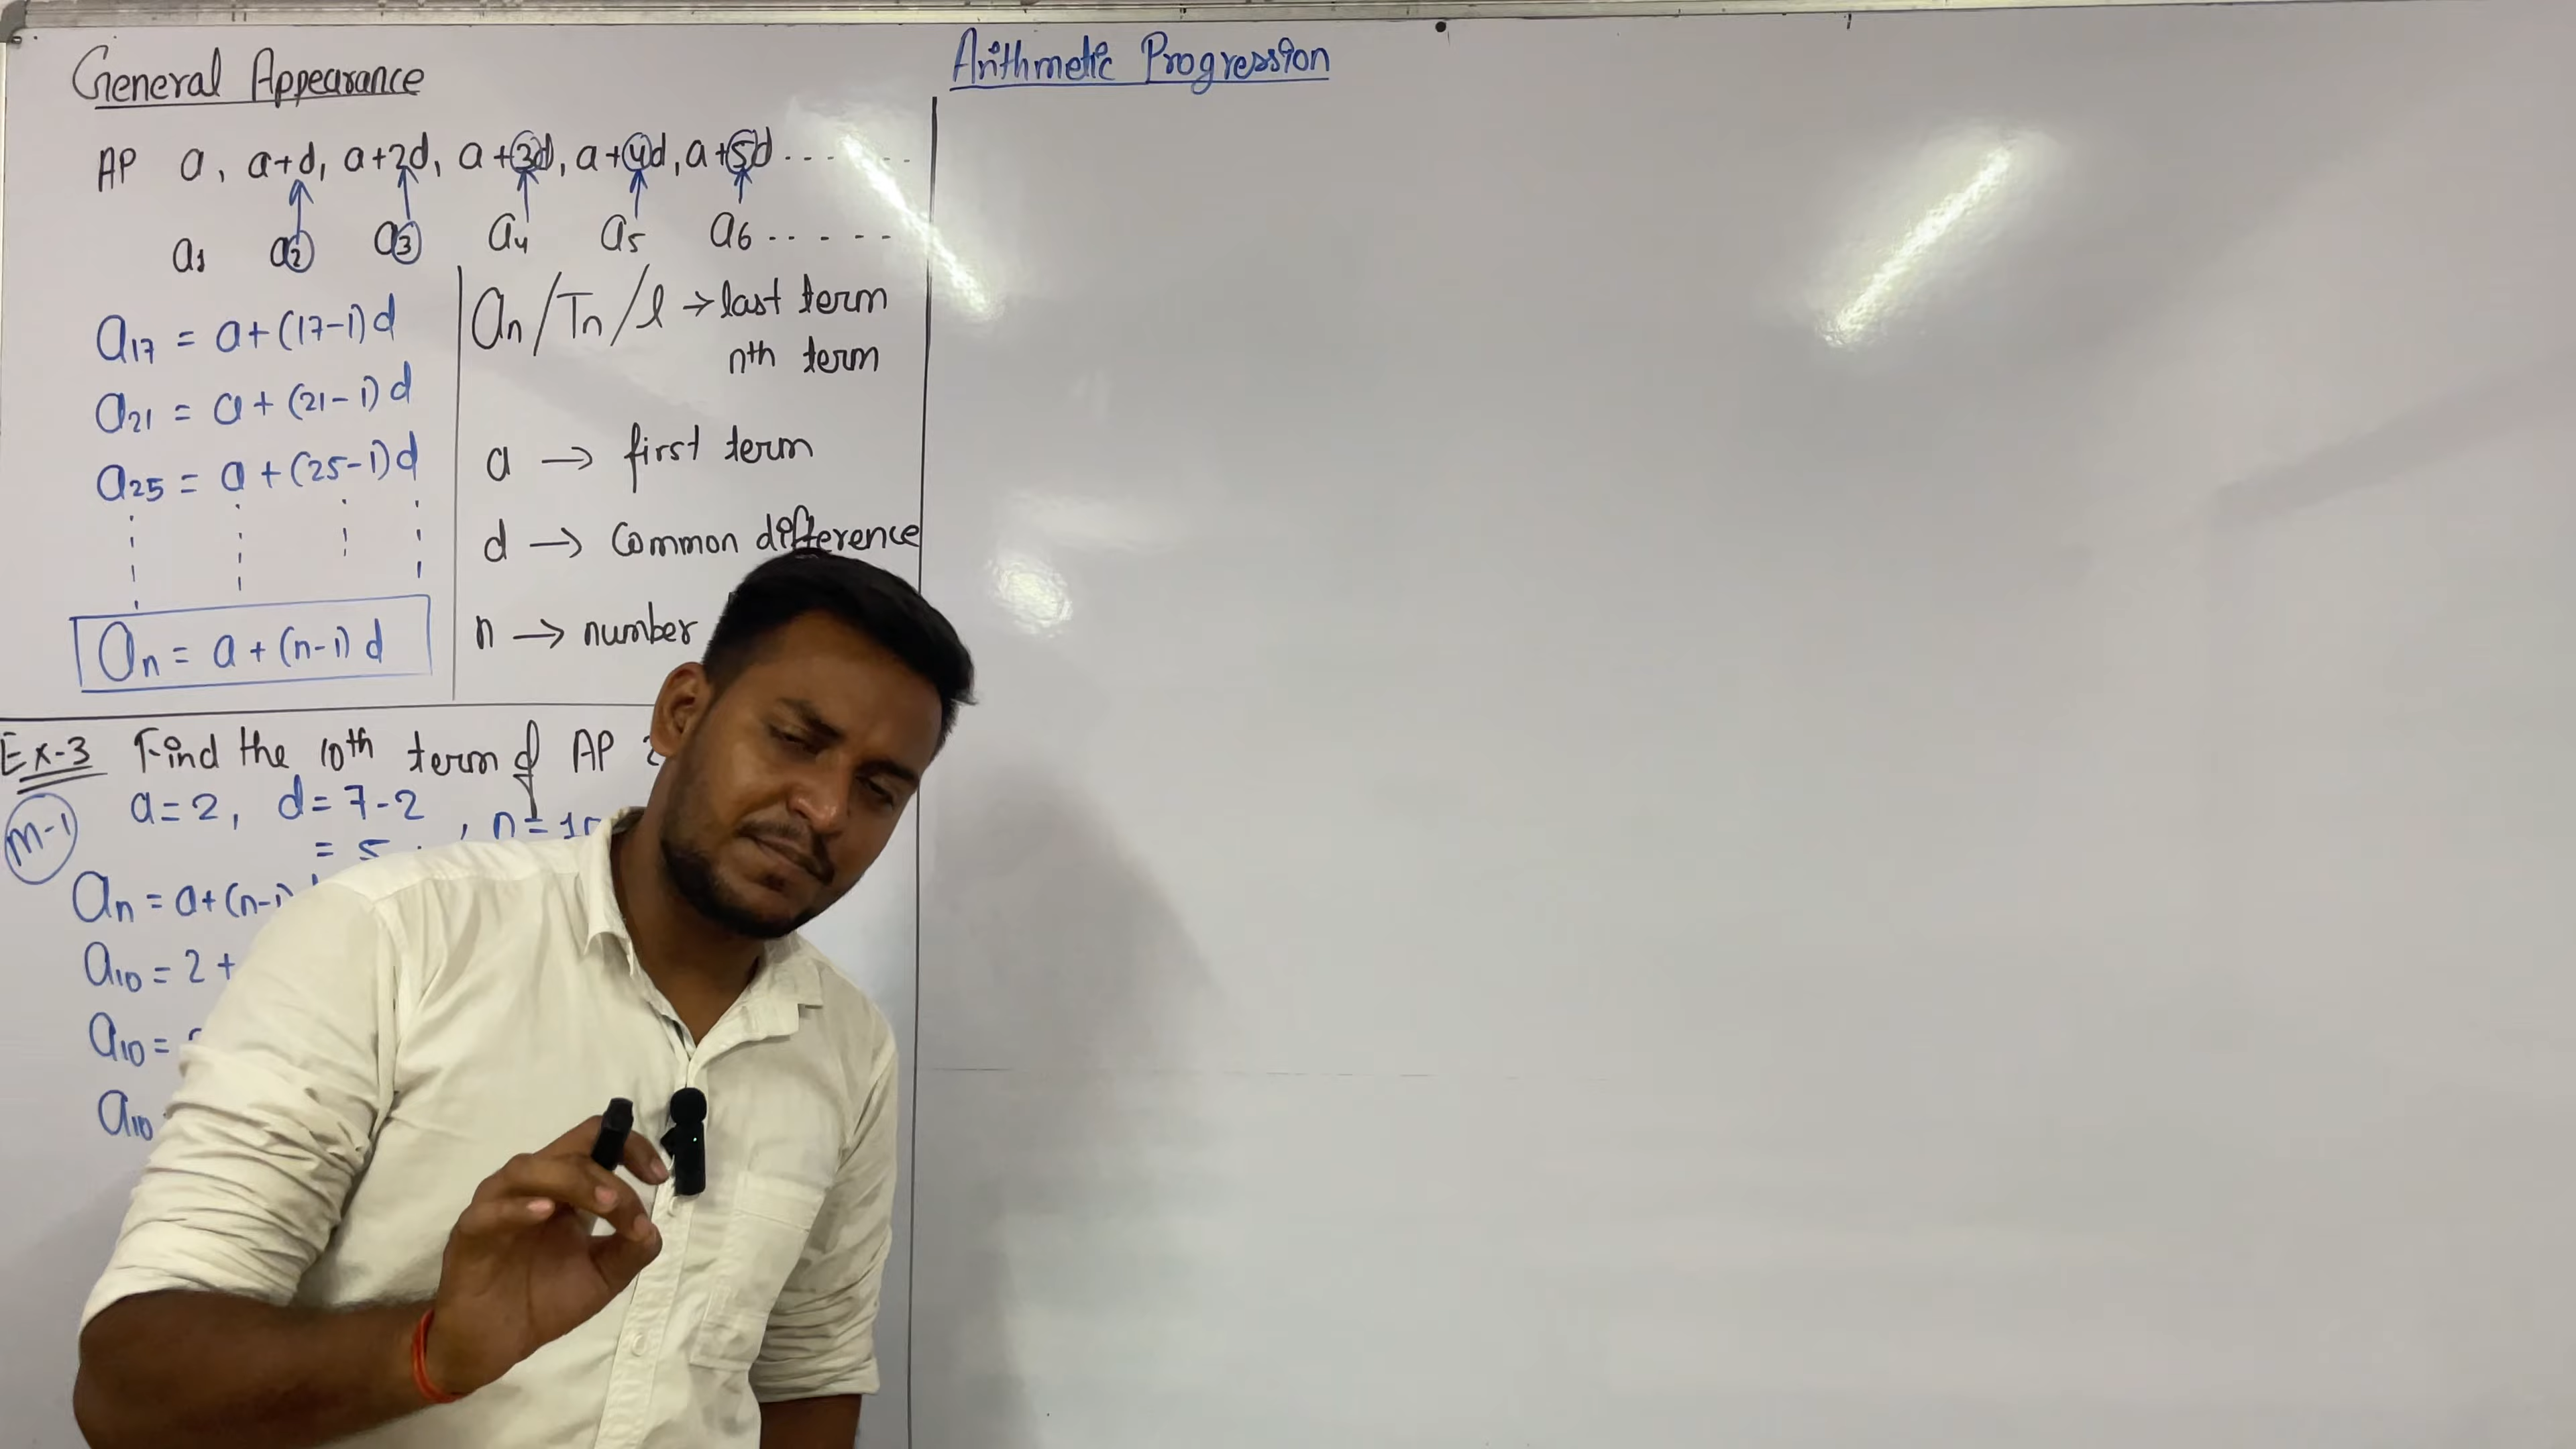 General Appearance
Arithmetic Progression
AP a, a+d, a+2d, a+3d, a+4d, a+5d.....
a1 a2 a3 a4 a5 a6.....
a17 = a+(17-1)d
a21 = a+(21-1)d
a25 = a+(25-1)d
an = a+(n-1)d
an/Tn/l → last term
nth term
a → first term
d → Common difference
n → number
Ex-3 Find the 10th term of AP
M-1
a=2, d=7-2
= 5, n=
an = a+(n-1)
a10 = 2+
a10 =
a10